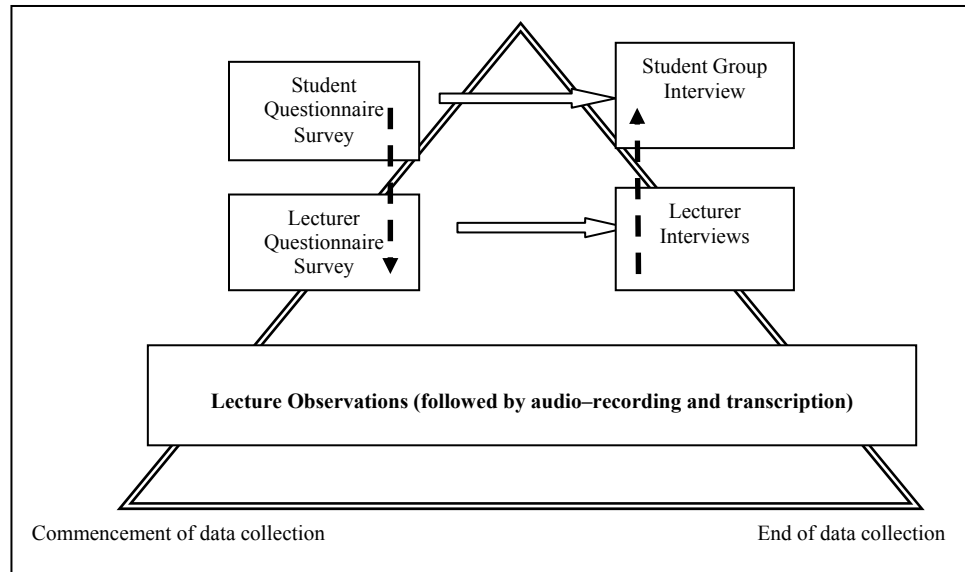 Student
Questionnaire
Survey
Student Group
Interview
Lecturer
Questionnaire
Survey
Lecturer
Interviews
Lecture Observations (followed by audio–recording and transcription)
Commencement of data collection
End of data collection